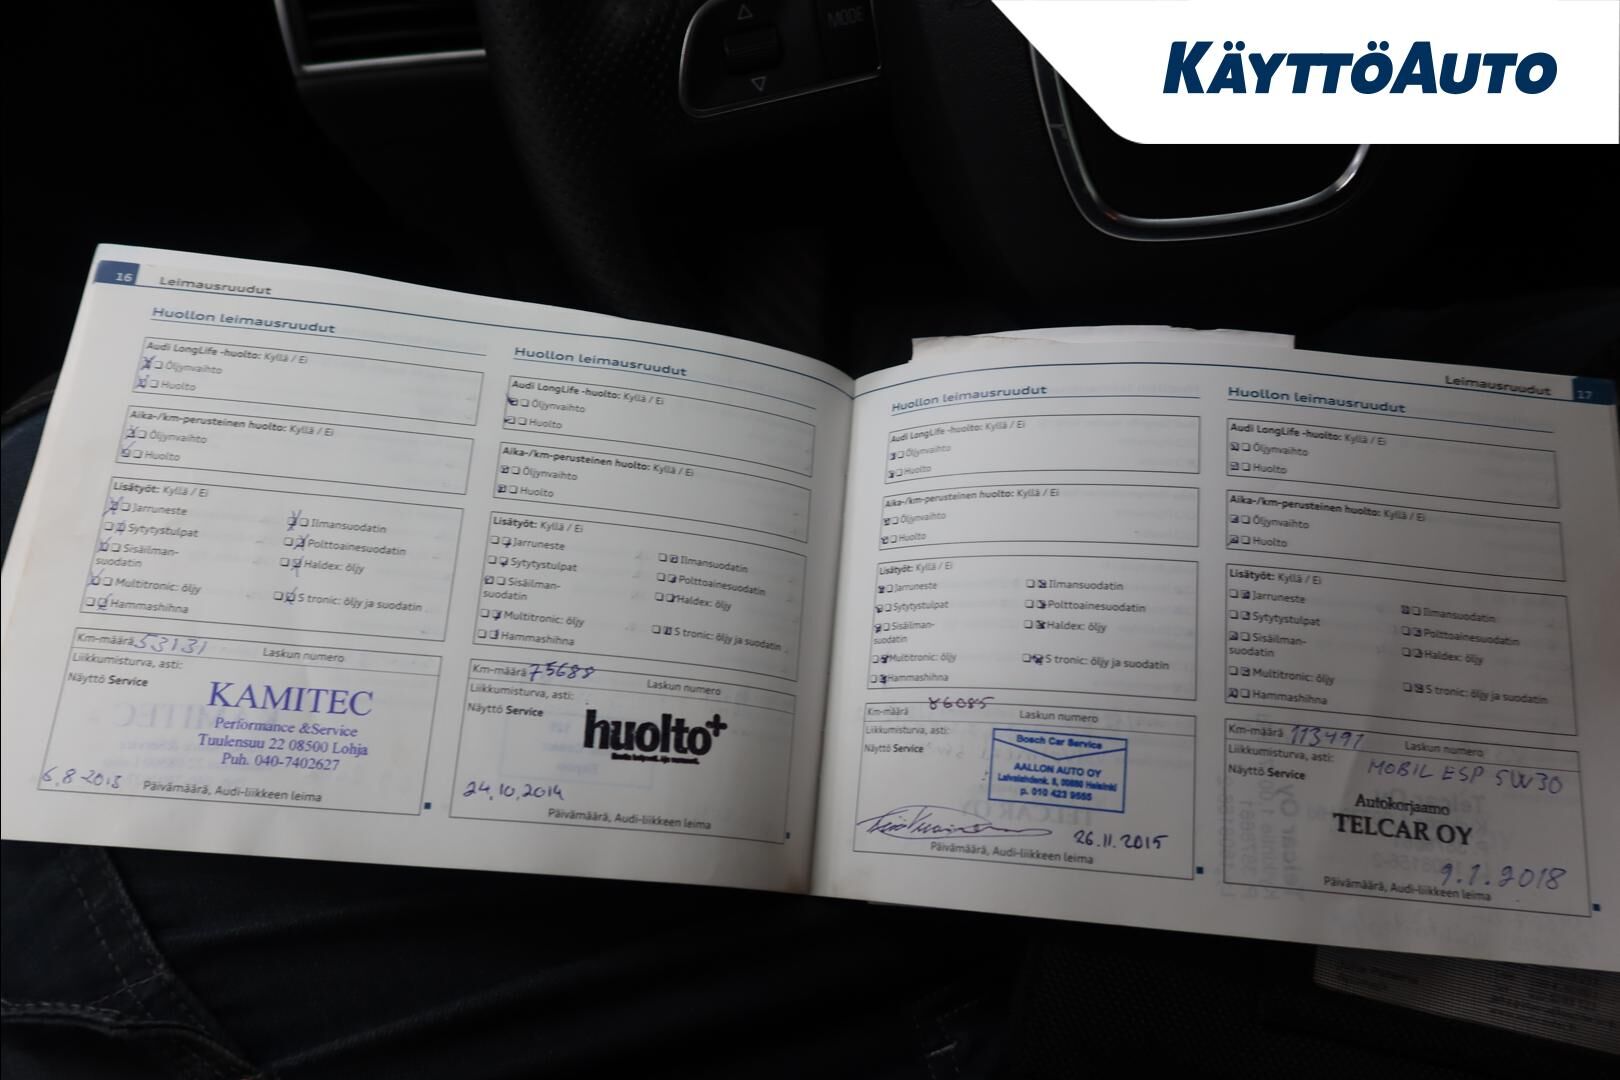 KÄYTTÖAUTO
MODE
16 Leimausruudut
Huollon leimausruudut
Audi LongLife -huolto: Kyllä / Ei
Öljynvaihto
Huolto
Aika-/km-perusteinen huolto: Kyllä / Ei
Öljynvaihto
Huolto
Lisätyöt: Kyllä / Ei
Jarruneste
Ilmansuodatin
Sytytystulpat
Polttoainesuodatin
Sisäilman-
suodatin
Haldex: öljy
Multitronic: öljy
S tronic: öljy ja suodatin
Hammashihna
Km-määrä 53131
Laskun numero
Liikkumisturva, asti:
Näyttö Service
KAMITEC
Performance &Service
Tuulensuu 22 08500 Lohja
Puh. 040-7402627
6.8 2013
Päivämäärä, Audi-liikkeen leima
Huollon leimausruudut
Audi LongLife -huolto: Kyllä / Ei
Öljynvaihto
Huolto
Aika-/km-perusteinen huolto: Kyllä / Ei
Öljynvaihto
Huolto
Lisätyöt: Kyllä / Ei
Jarruneste
Ilmansuodatin
Sytytystulpat
Polttoainesuodatin
Sisäilman-
suodatin
Haldex: öljy
Multitronic: öljy
S tronic: öljy ja suodatin
Hammashihna
Km-määrä 75688
Laskun numero
Liikkumisturva, asti:
Näyttö Service
huolto+
24.10.2014
Päivämäärä, Audi-liikkeen leima
Leimausruudut 17
Huollon leimausruudut
Audi LongLife -huolto: Kyllä / Ei
Öljynvaihto
Huolto
Aika-/km-perusteinen huolto: Kyllä / Ei
Öljynvaihto
Huolto
Lisätyöt: Kyllä / Ei
Jarruneste
Ilmansuodatin
Sytytystulpat
Polttoainesuodatin
Sisäilman-
suodatin
Haldex: öljy
Multitronic: öljy
S tronic: öljy ja suodatin
Hammashihna
Km-määrä 86085
Laskun numero
Liikkumisturva, asti:
Näyttö Service
Bosch Car Service
AALLON AUTO OY
Laivalahdenk. 8, 00880 Helsinki
p. 010 423 9555
26.11.2015
Päivämäärä, Audi-liikkeen leima
Huollon leimausruudut
Audi LongLife -huolto: Kyllä / Ei
Öljynvaihto
Huolto
Aika-/km-perusteinen huolto: Kyllä / Ei
Öljynvaihto
Huolto
Lisätyöt: Kyllä / Ei
Jarruneste
Ilmansuodatin
Sytytystulpat
Polttoainesuodatin
Sisäilman-
suodatin
Haldex: öljy
Multitronic: öljy
S tronic: öljy ja suodatin
Hammashihna
Km-määrä 113491
Laskun numero
Liikkumisturva, asti:
MOBIL ESP 5W30
Näyttö Service
Autokorjaamo
TELCAR OY
9.1.2018
Päivämäärä, Audi-liikkeen leima